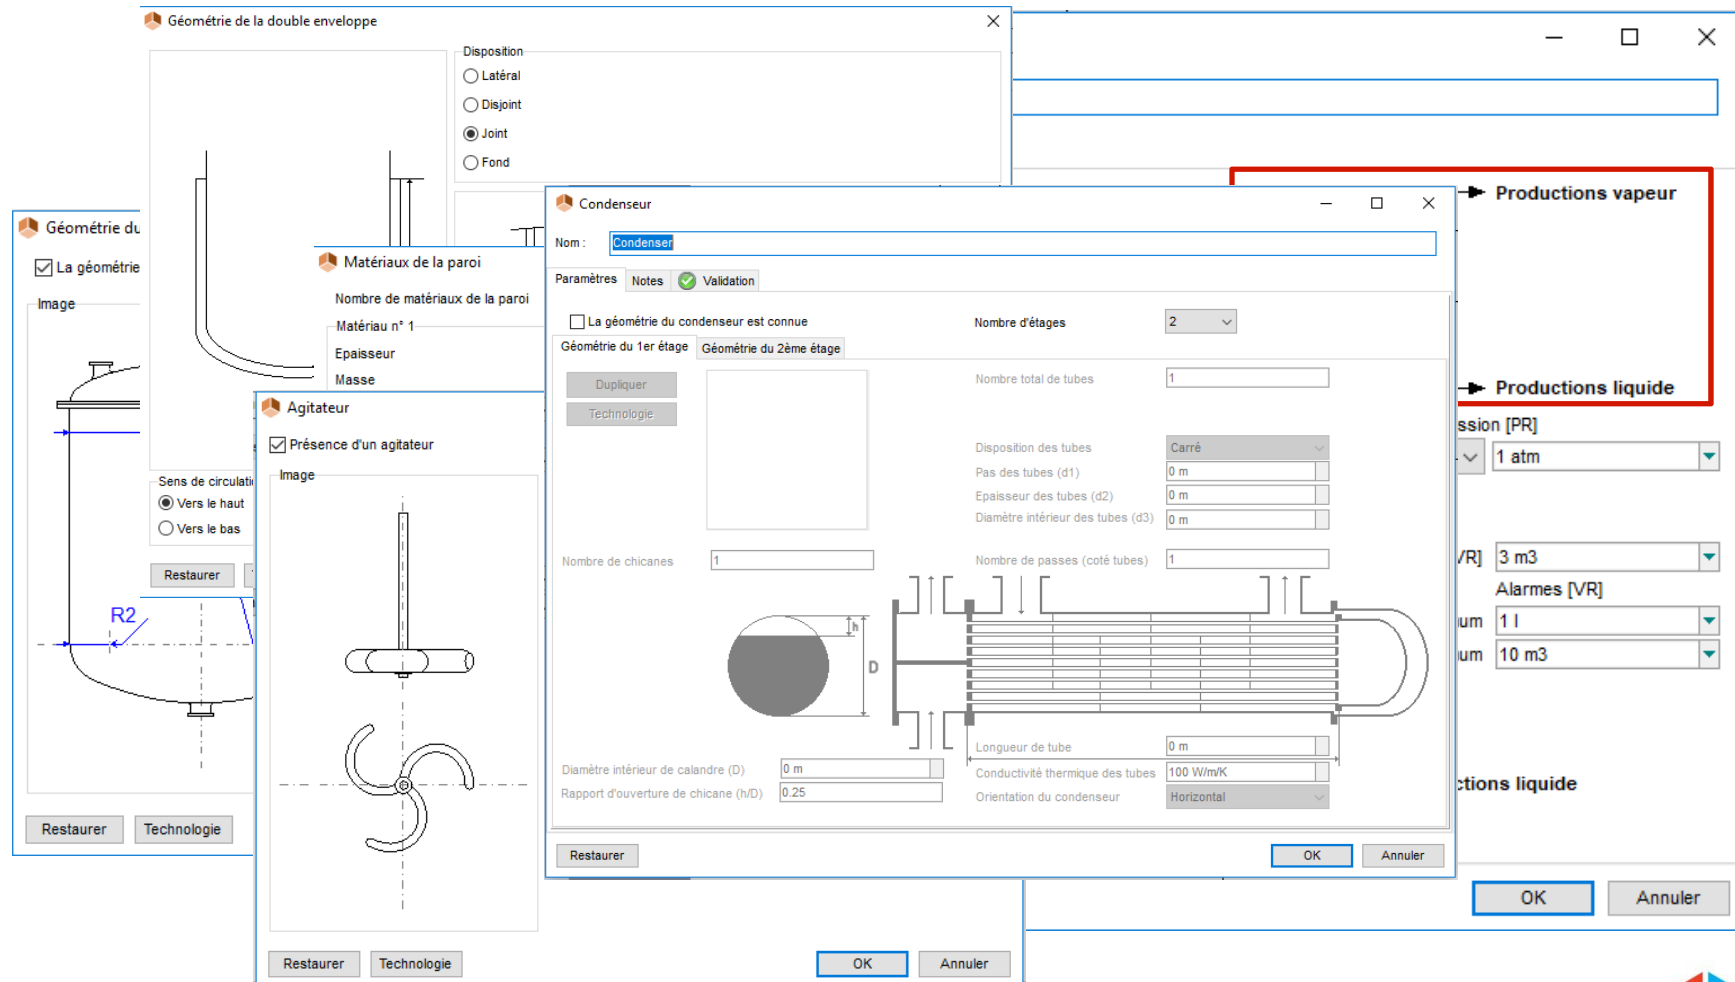 Géométrie de la double enveloppe
Disposition
Latéral
Disjoint
Joint
Fond
Productions vapeur
Condenseur
Géométrie du
Nom :
Condenser
La géométrie
Matériaux de la paroi
Paramètres
Notes
Validation
Image
Nombre de matériaux de la paroi
La géométrie du condenseur est connue
Nombre d'étages
2
Matériau n° 1
Géométrie du 1er étage
Géométrie du 2ème étage
Epaisseur
Masse
Dupliquer
Nombre total de tubes
1
Productions liquide
Technologie
Agitateur
ssion [PR]
Présence d'un agitateur
Disposition des tubes
Carré
1 atm
Image
Pas des tubes (d1)
0 m
Sens de circulati
Epaisseur des tubes (d2)
0 m
Vers le haut
Diamètre intérieur des tubes (d3)
0 m
Vers le bas
Nombre de chicanes
1
Nombre de passes (coté tubes)
1
VR]
3 m3
Restaurer
Alarmes [VR]
R2
h
um
1 l
D
um
10 m3
Longueur de tube
0 m
Diamètre intérieur de calandre (D)
0 m
Conductivité thermique des tubes
100 W/m/K
Rapport d'ouverture de chicane (h/D)
0.25
Orientation du condenseur
Horizontal
ctions liquide
Restaurer
Technologie
Restaurer
OK
Annuler
OK
Annuler
Restaurer
Technologie
OK
Annuler